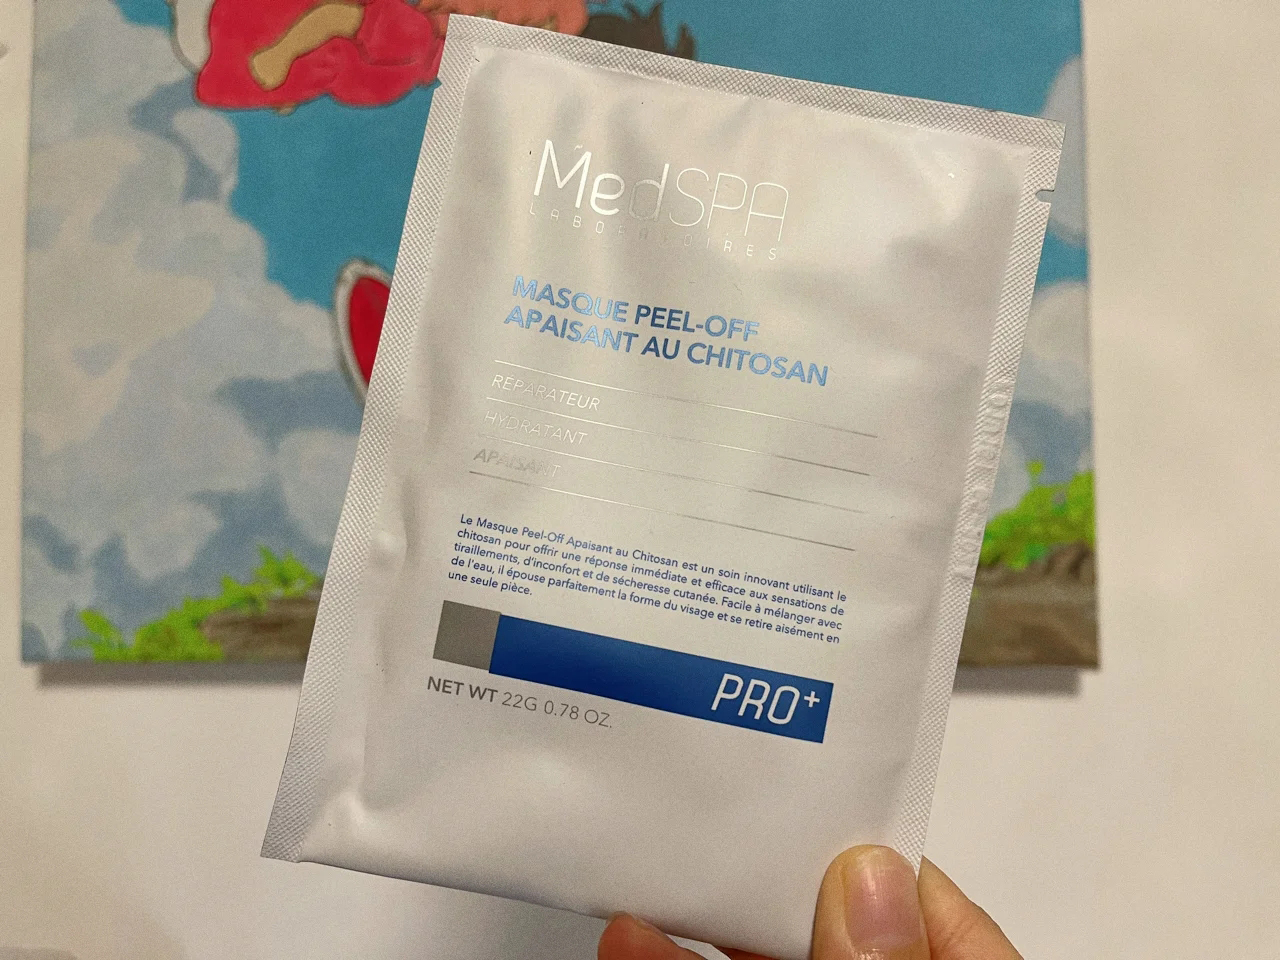 MedSPA
LABORATOIRES
MASQUE PEEL-OFF
APAISANT AU CHITOSAN
RÉPARATEUR
HYDRATANT
APAISANT
Le Masque Peel-Off Apaisant au Chitosan est un soin innovant utilisant le
chitosan pour offrir une réponse immédiate et efficace aux sensations de
tiraillements, d'inconfort et de sécheresse cutanée. Facile à mélanger avec
de l'eau, il épouse parfaitement la forme du visage et se retire aisément en
une seule pièce.
PRO+
NET WT 22G 0.78 OZ.